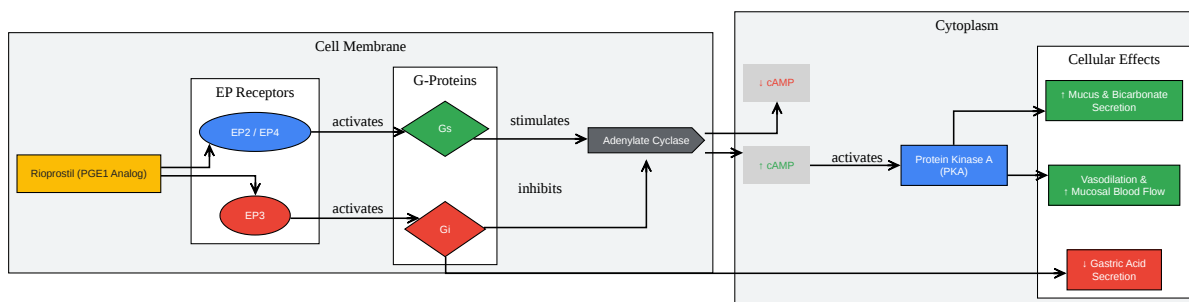 Cytoplasm
Cell Membrane
Cellular Effects
EP Receptors
G-Proteins
↓ cAMP
↑ Mucus & Bicarbonate
Secretion
EP2 / EP4
activates
Gs
stimulates
Adenylate Cyclase
Rioprostil (PGE1 Analog)
↑ cAMP
activates
Protein Kinase A
(PKA)
Vasodilation &
↑ Mucosal Blood Flow
inhibits
EP3
activates
Gi
↓ Gastric Acid
Secretion